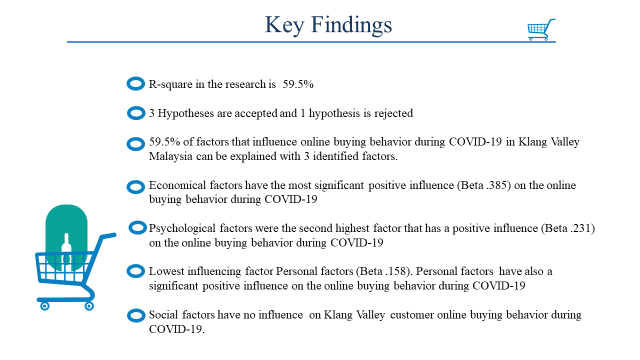 Key Findings
R-square in the research is 59.5%
3 Hypotheses are accepted and 1 hypothesis is rejected
59.5% of factors that influence online buying behavior during COVID-19 in Klang Valley
Malaysia can be explained with 3 identified factors.
Economical factors have the most significant positive influence (Beta .385) on the online
buying behavior during COVID-19
Psychological factors were the second highest factor that has a positive influence (Beta .231)
on the online buying behavior during COVID-19
Lowest influencing factor Personal factors (Beta .158). Personal factors have also a
significant positive influence on the online buying behavior during COVID-19
Social factors have no influence on Klang Valley customer online buying behavior during
COVID-19.